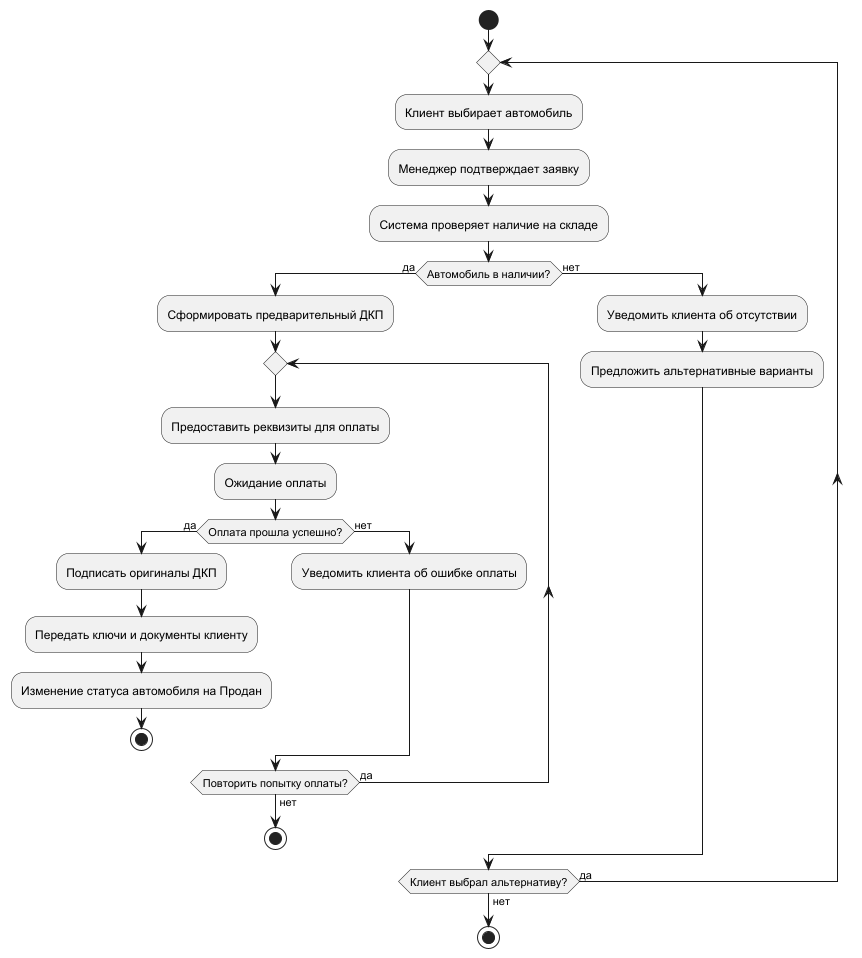 Клиент выбирает автомобиль
Менеджер подтверждает заявку
Система проверяет наличие на складе
да
Автомобиль в наличии?
нет
Сформировать предварительный ДКП
Уведомить клиента об отсутствии
Предложить альтернативные варианты
Предоставить реквизиты для оплаты
Ожидание оплаты
да
Оплата прошла успешно?
нет
Подписать оригиналы ДКП
Уведомить клиента об ошибке оплаты
Передать ключи и документы клиенту
Изменение статуса автомобиля на Продан
Повторить попытку оплаты?
да
нет
Клиент выбрал альтернативу?
да
нет